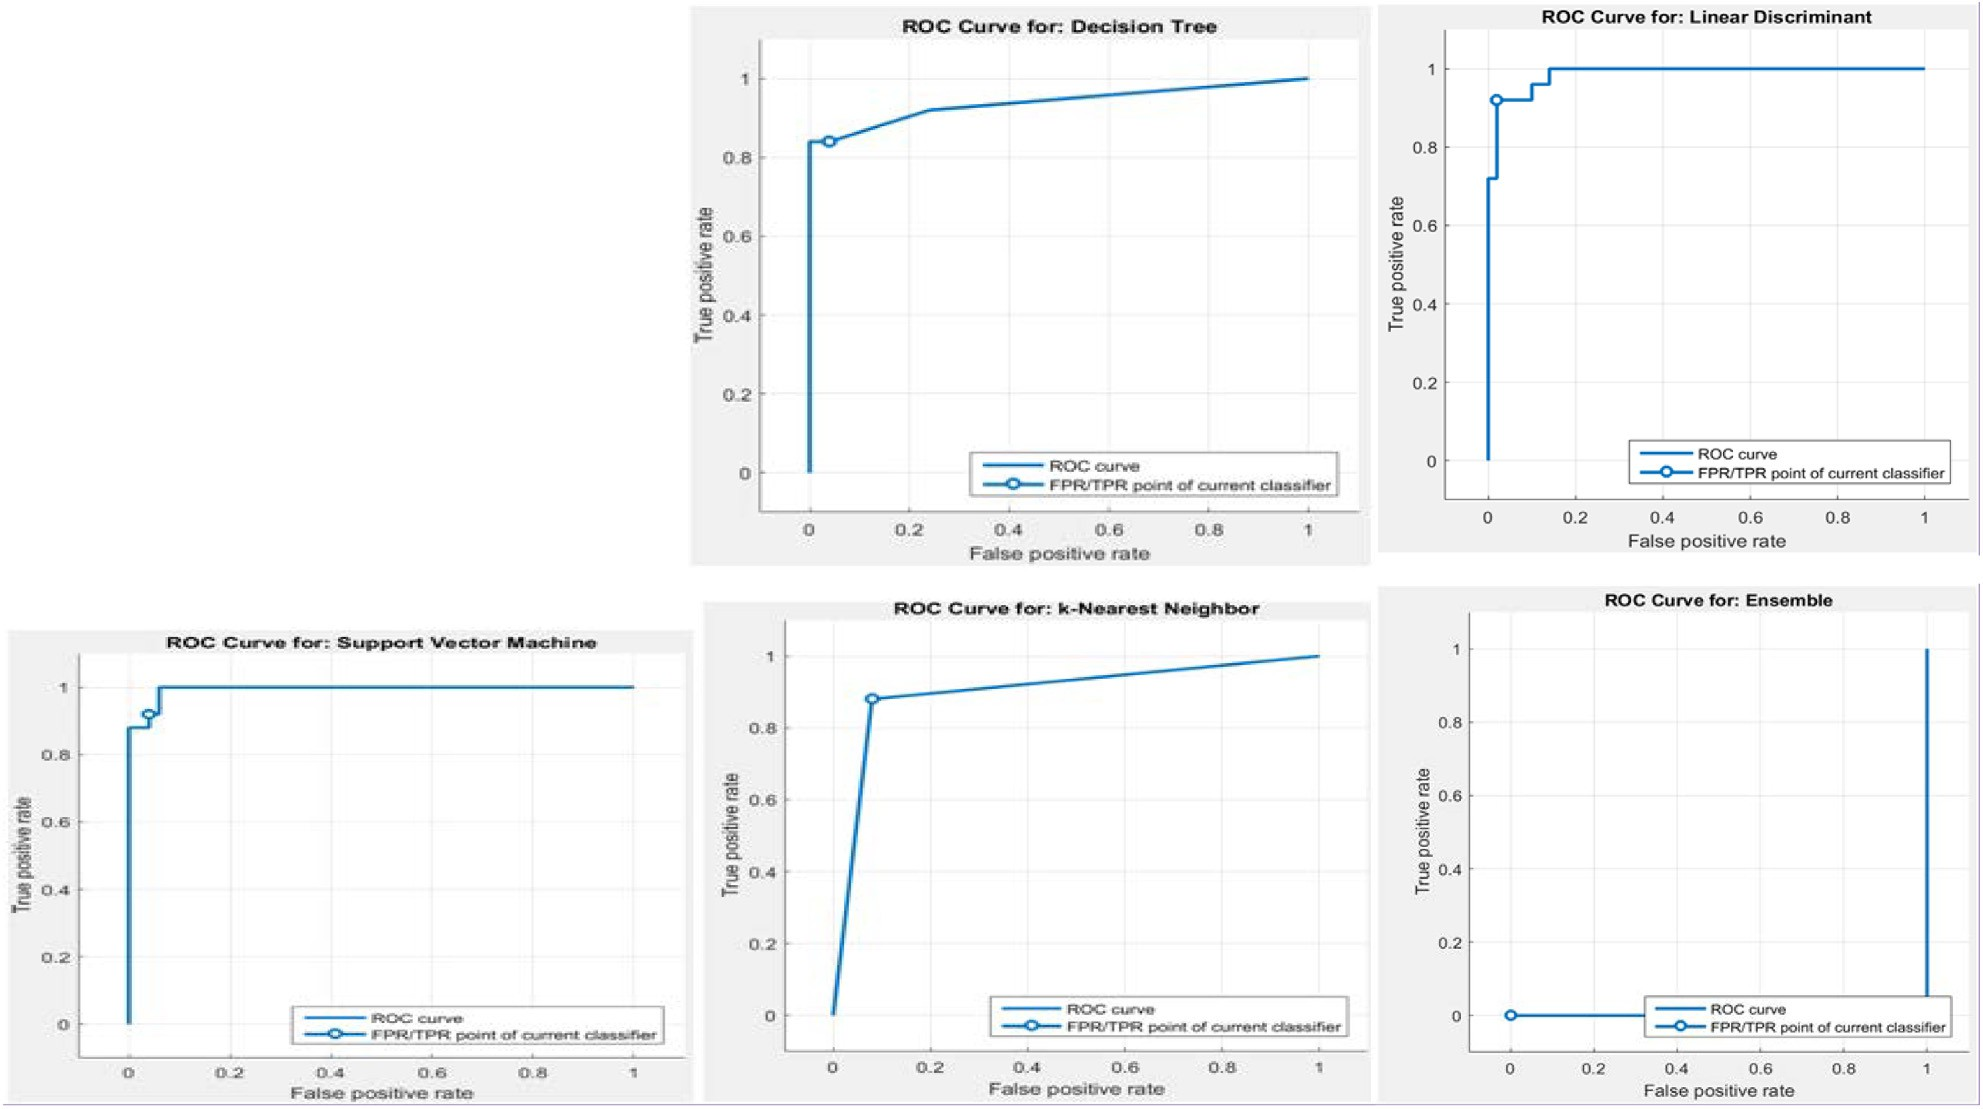 ROC Curve for: Decision Tree
True positive rate
1
0.8
0.6
0.4
0.2
0
ROC curve
FPR/TPR point of current classifier
0 0.2 0.4 0.6 0.8 1
False positive rate
ROC Curve for: Linear Discriminant
True positive rate
1
0.8
0.6
0.4
0.2
0
ROC curve
FPR/TPR point of current classifier
0 0.2 0.4 0.6 0.8 1
False positive rate
ROC Curve for: Support Vector Machine
True positive rate
1
0.8
0.6
0.4
0.2
0
ROC curve
FPR/TPR point of current classifier
0 0.2 0.4 0.6 0.8 1
False positive rate
ROC Curve for: k-Nearest Neighbor
True positive rate
1
0.8
0.6
0.4
0.2
0
ROC curve
FPR/TPR point of current classifier
0 0.2 0.4 0.6 0.8 1
False positive rate
ROC Curve for: Ensemble
True positive rate
1
0.8
0.6
0.4
0.2
0
ROC curve
FPR/TPR point of current classifier
0 0.2 0.4 0.6 0.8 1
False positive rate